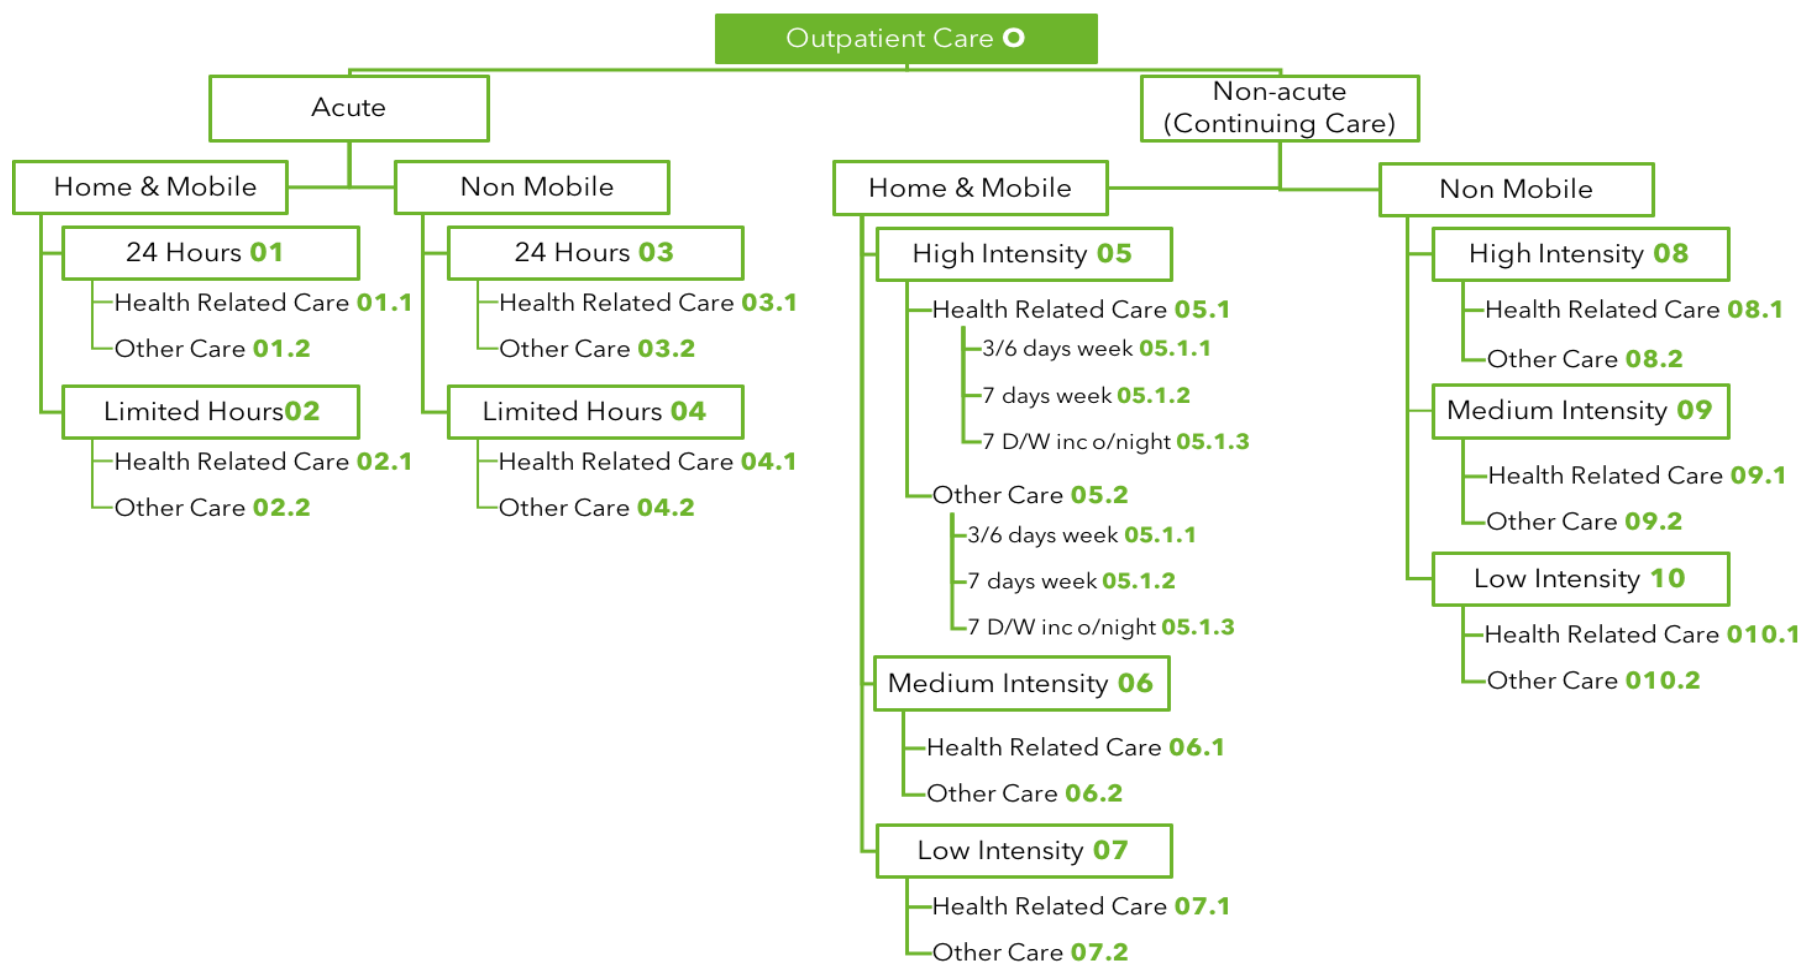 Outpatient Care O
Acute
Home & Mobile
24 Hours 01
Health Related Care 01.1
Other Care 01.2
Limited Hours02
Health Related Care 02.1
Other Care 02.2
Non Mobile
24 Hours 03
Health Related Care 03.1
Other Care 03.2
Limited Hours 04
Health Related Care 04.1
Other Care 04.2
Non-acute
(Continuing Care)
Home & Mobile
High Intensity 05
Health Related Care 05.1
3/6 days week 05.1.1
7 days week 05.1.2
7 D/W inc o/night 05.1.3
Other Care 05.2
3/6 days week 05.1.1
7 days week 05.1.2
7 D/W inc o/night 05.1.3
Medium Intensity 06
Health Related Care 06.1
Other Care 06.2
Low Intensity 07
Health Related Care 07.1
Other Care 07.2
Non Mobile
High Intensity 08
Health Related Care 08.1
Other Care 08.2
Medium Intensity 09
Health Related Care 09.1
Other Care 09.2
Low Intensity 10
Health Related Care 010.1
Other Care 010.2